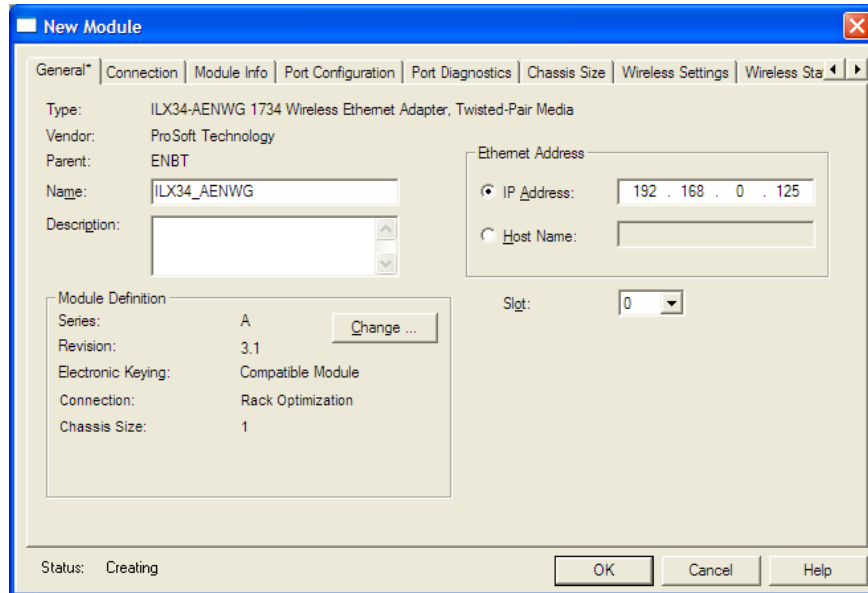 New Module
General* Connection Module Info Port Configuration Port Diagnostics Chassis Size Wireless Settings Wireless Sta
Type: ILX34-AENWG 1734 Wireless Ethernet Adapter, Twisted-Pair Media
Vendor: ProSoft Technology
Parent: ENBT
Name: ILX34_AENWG
Description:
Ethernet Address
IP Address: 192 . 168 . 0 . 125
Host Name:
Slot: 0
Module Definition
Series: A Change ...
Revision: 3.1
Electronic Keying: Compatible Module
Connection: Rack Optimization
Chassis Size: 1
Status: Creating OK Cancel Help